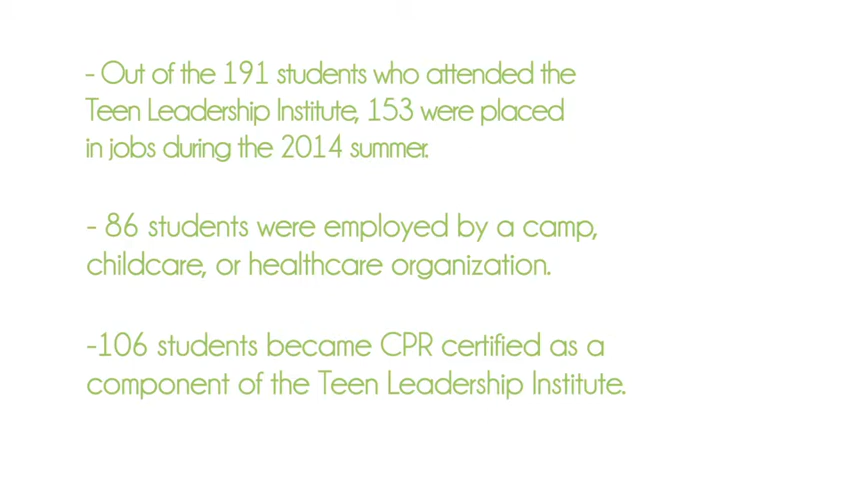 - Out of the 191 students who attended the
Teen Leadership Institute, 153 were placed
in jobs during the 2014 summer.
- 86 students were employed by a camp,
childcare, or healthcare organization.
-106 students became CPR certified as a
component of the Teen Leadership Institute.